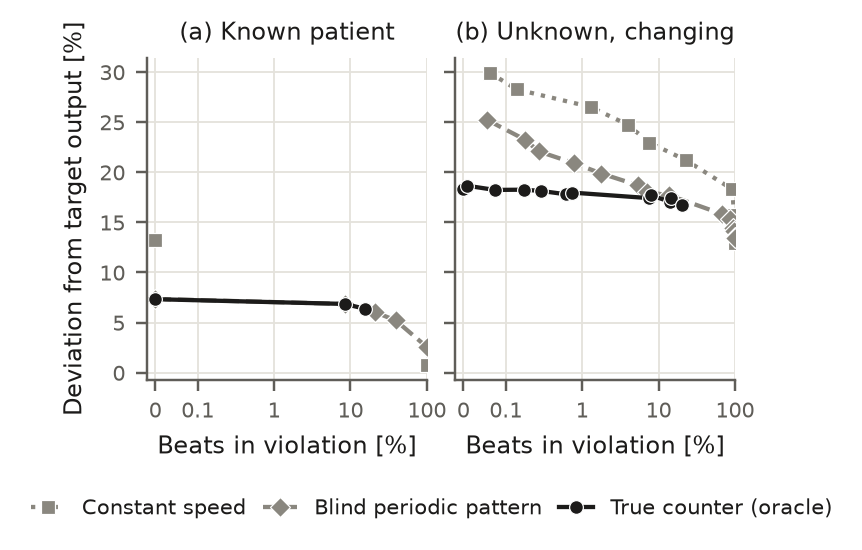 (a) Known patient
(b) Unknown, changing
Deviation from target output [%]
30
25
20
15
10
5
0
0 0.1 1 10 100
0 0.1 1 10 100
Beats in violation [%]
Beats in violation [%]
Constant speed
Blind periodic pattern
True counter (oracle)